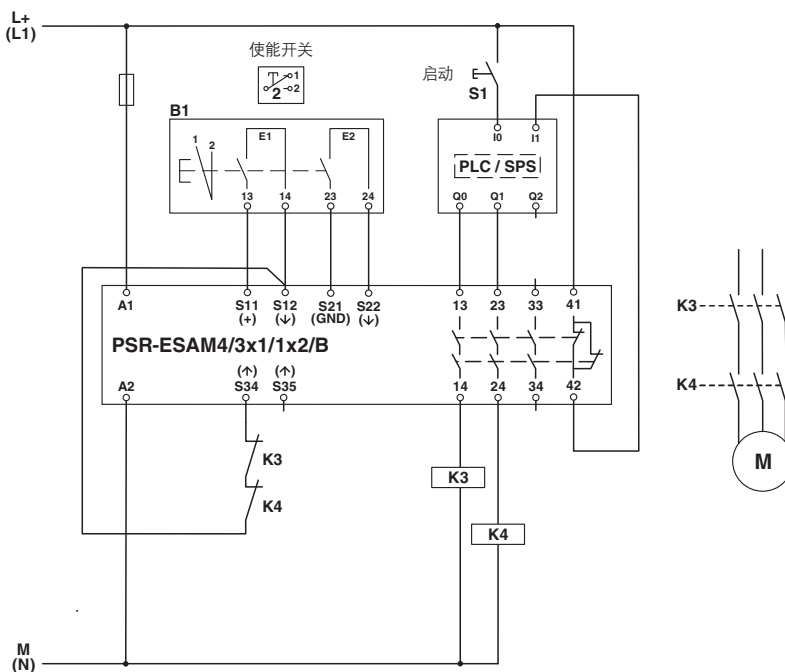 L+
(L1)
使能开关
1
2
2
启动
S1
B1
1
2
E1
E2
13
14
23
24
I0
I1
PLC / SPS
Q0
Q1
Q2
A1
S11
(+)
S12
(↓)
S21
(GND)
S22
(↓)
13
23
33
41
PSR-ESAM4/3x1/1x2/B
A2
(↑)
S34
(↑)
S35
14
24
34
42
K3
K4
K3
K4
K3
K4
M
M
(N)